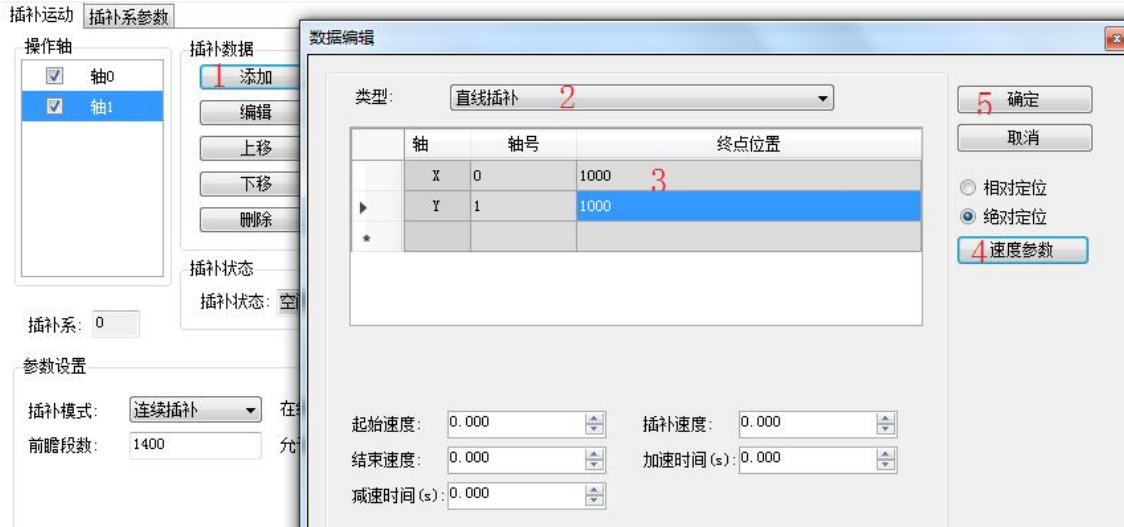 插补运动 插补系参数
操作轴
轴0
轴1
插补数据
1 添加
编辑
上移
下移
删除
插补状态
插补状态: 空
插补系: 0
参数设置
插补模式: 连续插补 在
前瞻段数: 1400 允
数据编辑
类型: 直线插补 2
轴 轴号 终点位置
X 0 1000 3
Y 1 1000
起始速度: 0.000 插补速度: 0.000
结束速度: 0.000 加速时间(s): 0.000
减速时间(s): 0.000
5 确定
取消
相对定位
绝对定位
4 速度参数